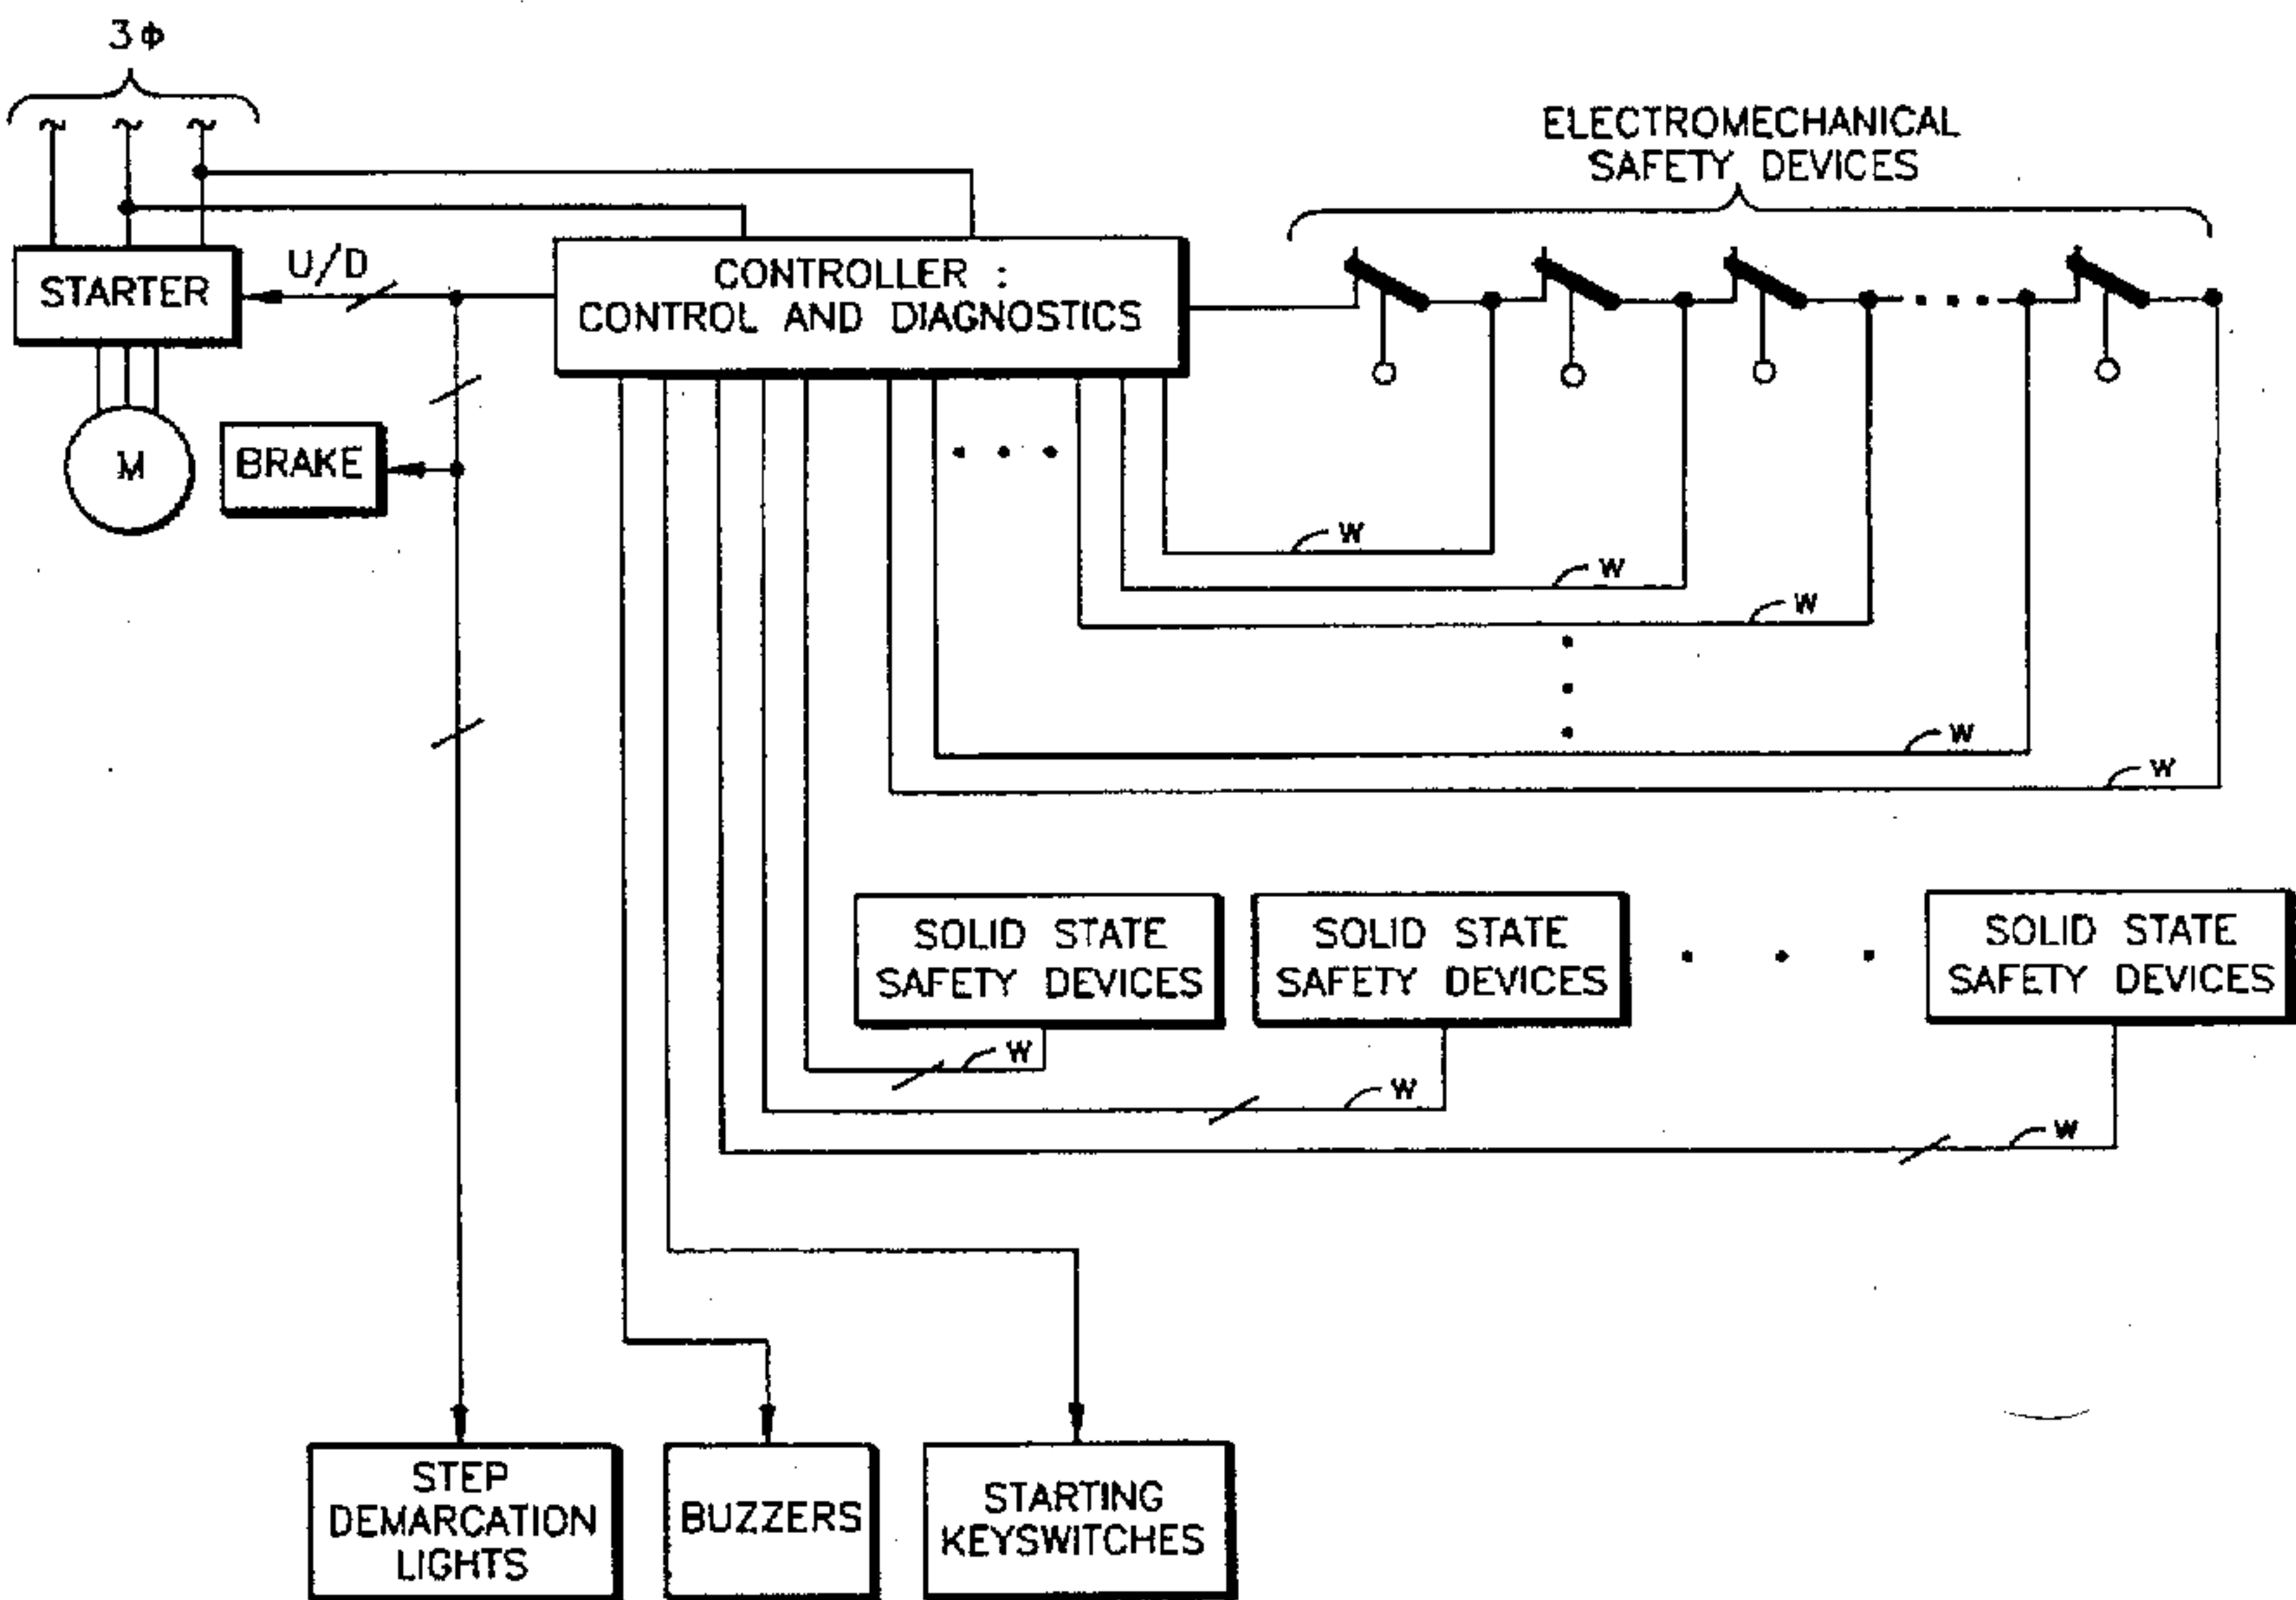 3Φ
ELECTROMECHANICAL
SAFETY DEVICES
STARTER
U/D
CONTROLLER :
CONTROL AND DIAGNOSTICS
M
BRAKE
W
W
W
W
W
SOLID STATE
SAFETY DEVICES
SOLID STATE
SAFETY DEVICES
SOLID STATE
SAFETY DEVICES
W
W
W
STEP
DEMARCATION
LIGHTS
BUZZERS
STARTING
KEYSWITCHES